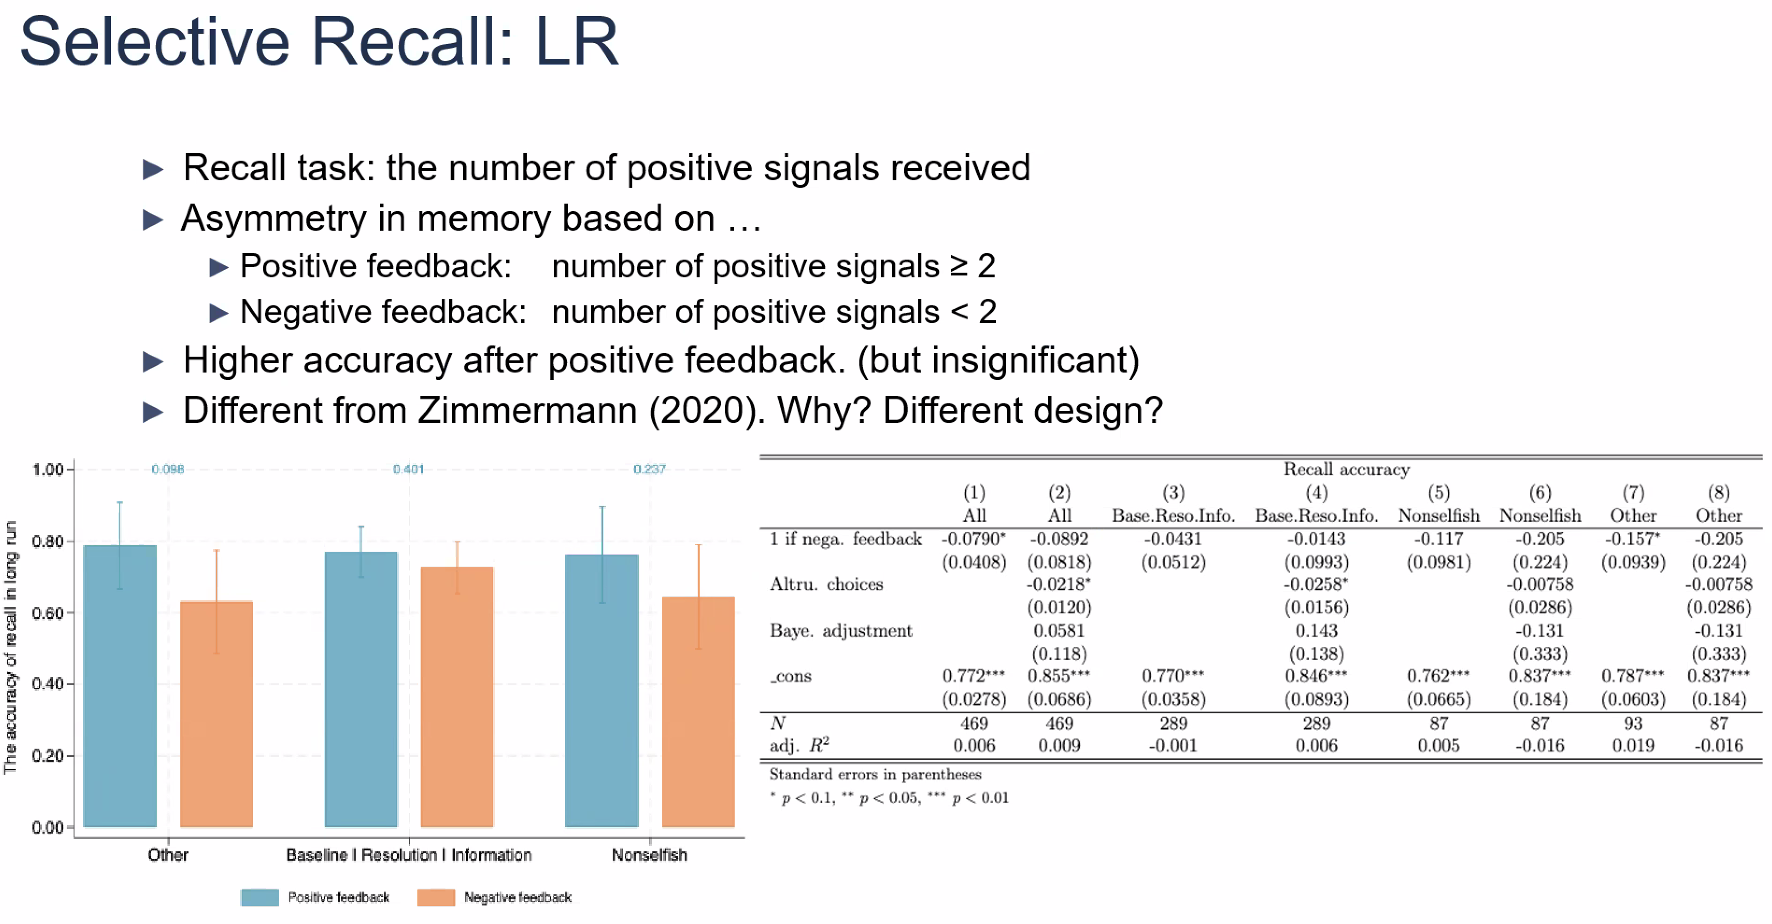 Selective Recall: LR
► Recall task: the number of positive signals received
► Asymmetry in memory based on …
► Positive feedback: number of positive signals ≥ 2
► Negative feedback: number of positive signals < 2
► Higher accuracy after positive feedback. (but insignificant)
► Different from Zimmermann (2020). Why? Different design?
The accuracy of recall in long run
1.00
0.80
0.60
0.40
0.20
0.00
0.098 0.401 0.237
Other Baseline | Resolution | Information Nonselfish
Positive feedback Negative feedback
Recall accuracy
(1) (2) (3) (4) (5) (6) (7) (8)
All All Base.Reso.Info. Base.Reso.Info. Nonselfish Nonselfish Other Other
1 if nega. feedback -0.0790* -0.0892 -0.0431 -0.0143 -0.117 -0.205 -0.157* -0.205
(0.0408) (0.0818) (0.0512) (0.0993) (0.0981) (0.224) (0.0939) (0.224)
Altru. choices -0.0218* -0.0258* -0.00758 -0.00758
(0.0120) (0.0156) (0.0286) (0.0286)
Baye. adjustment 0.0581 0.143 -0.131 -0.131
(0.118) (0.138) (0.333) (0.333)
_cons 0.772*** 0.855*** 0.770*** 0.846*** 0.762*** 0.837*** 0.787*** 0.837***
(0.0278) (0.0686) (0.0358) (0.0893) (0.0665) (0.184) (0.0603) (0.184)
N 469 469 289 289 87 87 93 87
adj. R² 0.006 0.009 -0.001 0.006 0.005 -0.016 0.019 -0.016
Standard errors in parentheses
* p < 0.1, ** p < 0.05, *** p < 0.01